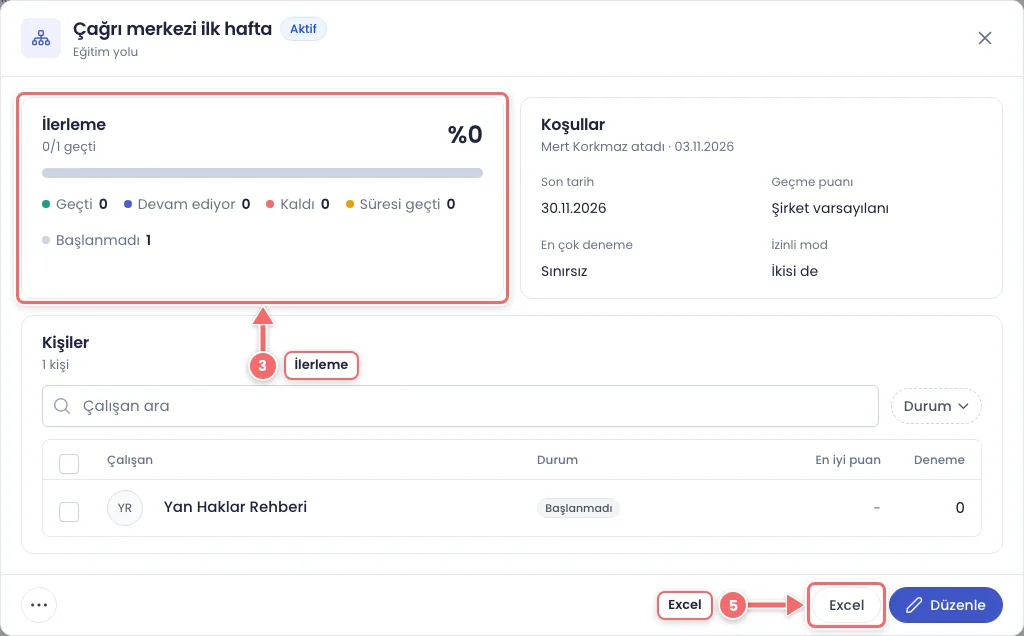 Çağrı merkezi ilk hafta Aktif
Eğitim yolu
İlerleme
0/1 geçti
%0
Geçti 0 Devam ediyor 0 Kaldı 0 Süresi geçti 0
Başlanmadı 1
Koşullar
Mert Korkmaz atadı · 03.11.2026
Son tarih Geçme puanı
30.11.2026 Şirket varsayılanı
En çok deneme İzinli mod
Sınırsız İkisi de
3 İlerleme
Kişiler
1 kişi
Çalışan ara Durum
Çalışan Durum En iyi puan Deneme
YR Yan Haklar Rehberi Başlanmadı - 0
Excel 5 Excel Düzenle